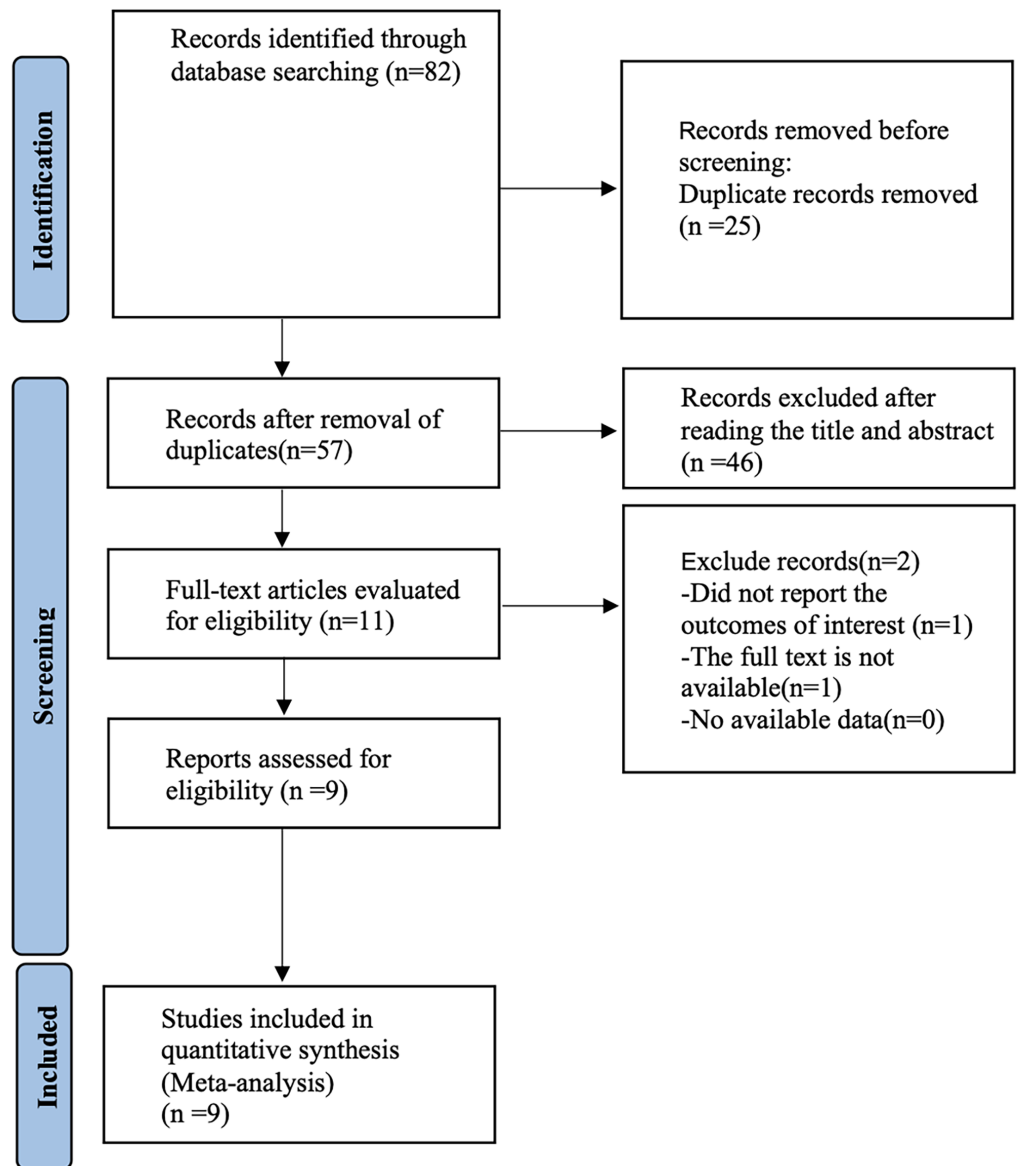 Identification
Records identified through
database searching (n=82)
Records removed before
screening:
Duplicate records removed
(n =25)
Screening
Records after removal of
duplicates(n=57)
Records excluded after
reading the title and abstract
(n =46)
Full-text articles evaluated
for eligibility (n=11)
Exclude records(n=2)
-Did not report the
outcomes of interest (n=1)
-The full text is not
available(n=1)
-No available data(n=0)
Reports assessed for
eligibility (n =9)
Included
Studies included in
quantitative synthesis
(Meta-analysis)
(n =9)